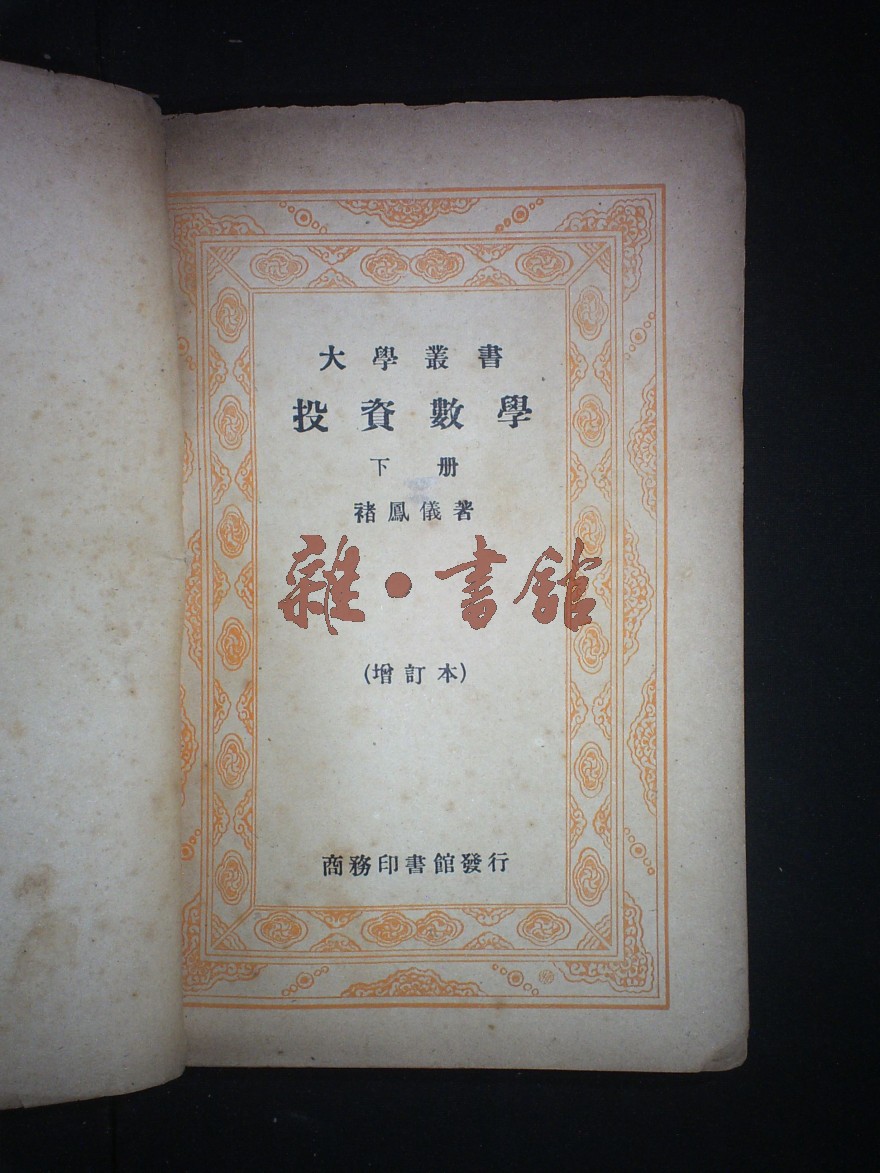 大學叢書
投資數學
下册
褚鳳儀著
雜·書館
(增訂本)
商務印書館發行